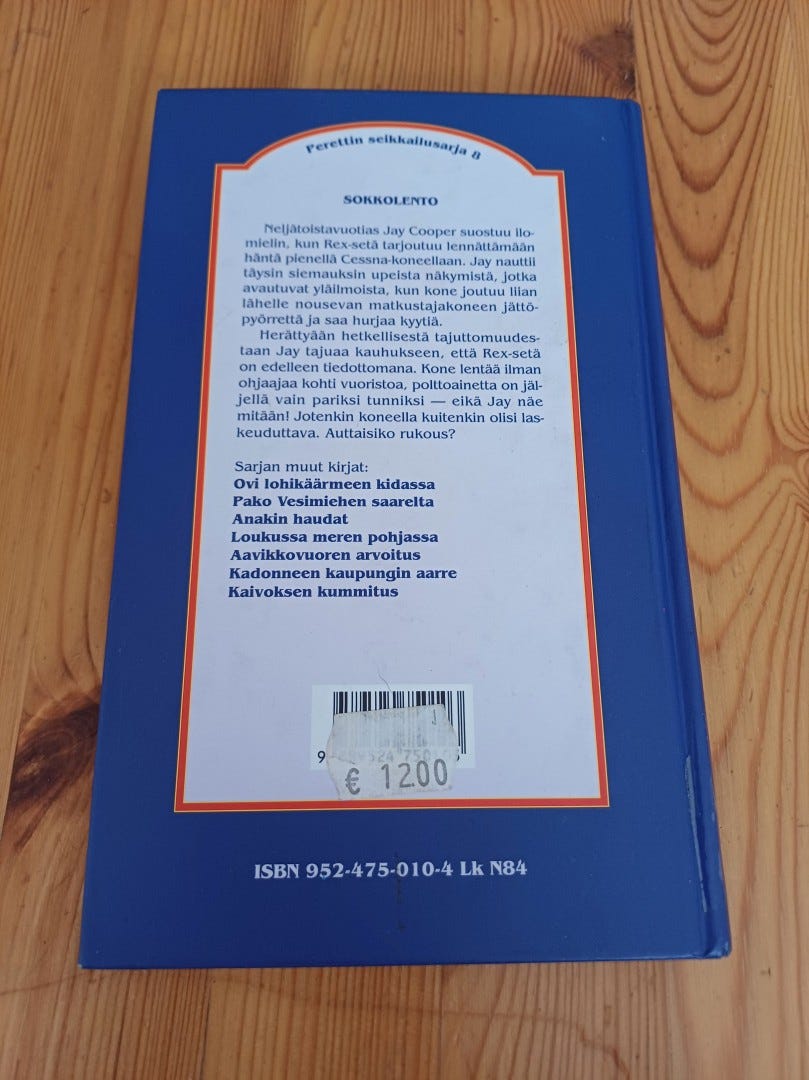 Perettin seikkailusarja 8
SOKKOLENTO
Neljätoistavuotias Jay Cooper suostuu ilo-
mielin, kun Rex-setä tarjoutuu lennättämään
häntä pienellä Cessna-koneellaan. Jay nauttii
täysin siemauksin upeista näkymistä, jotka
avautuvat yläilmoista, kun kone joutuu liian
lähelle nousevan matkustajakoneen jättö-
pyörrettä ja saa hurjaa kyytiä.
Herättyään hetkellisestä tajuttomuudes-
taan Jay tajuaa kauhukseen, että Rex-setä
on edelleen tiedottomana. Kone lentää ilman
ohjaajaa kohti vuoristoa, polttoainetta on jäl-
jellä vain pariksi tunniksi — eikä Jay näe
mitään! Jotenkin koneella kuitenkin olisi las-
keuduttava. Auttaisiko rukous?
Sarjan muut kirjat:
Ovi lohikäärmeen kidassa
Pako Vesimiehen saarelta
Anakin haudat
Loukussa meren pohjassa
Aavikkovuoren arvoitus
Kadonneen kaupungin aarre
Kaivoksen kummitus
€ 12.00
ISBN 952-475-010-4 Lk N84